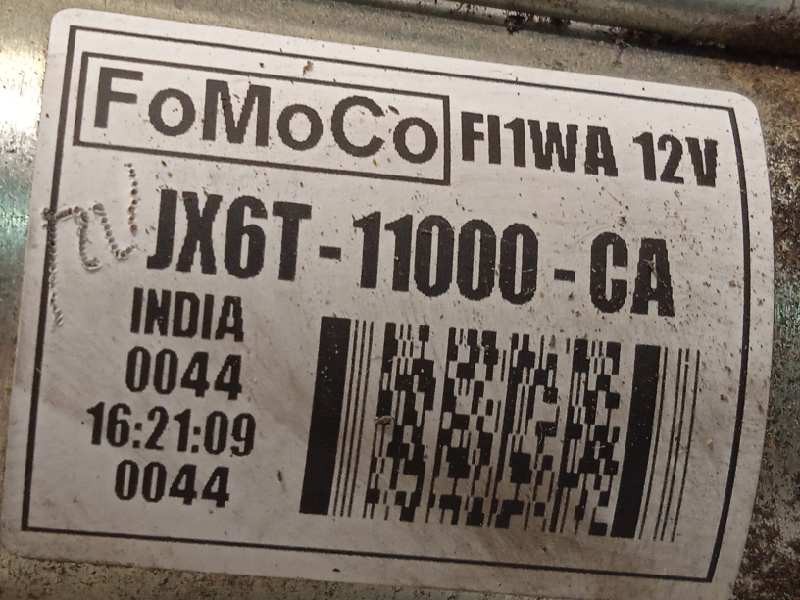 FoMoCo FI1WA 12V
JX6T-11000-CA
INDIA
0044
16:21:09
0044